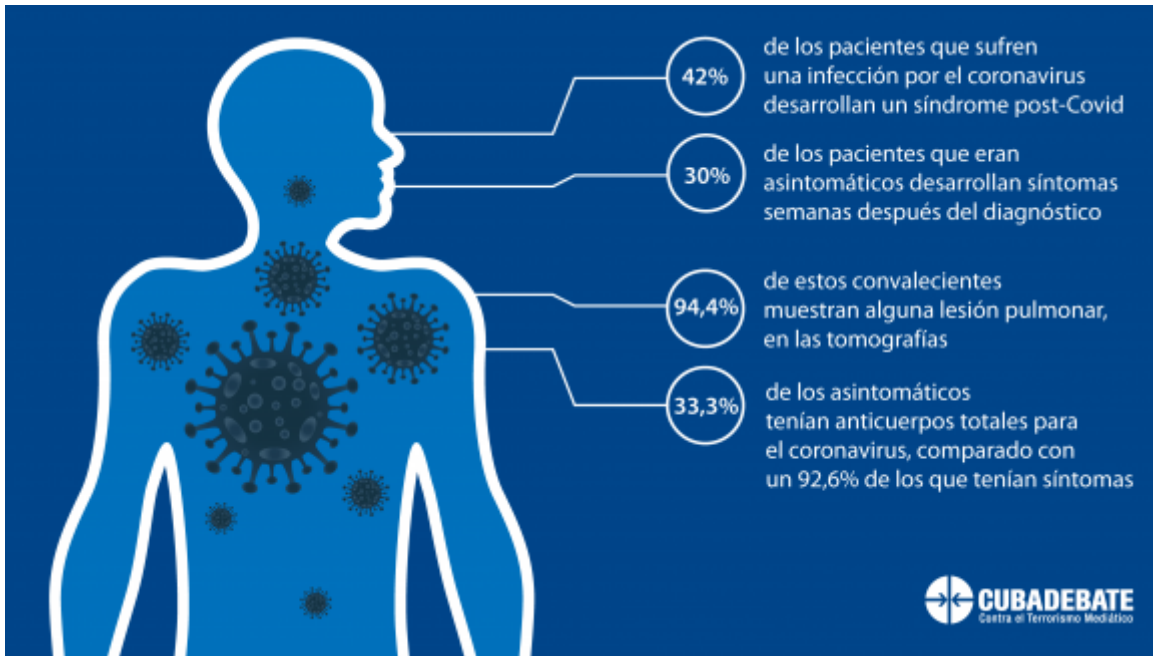 42%
de los pacientes que sufren
una infección por el coronavirus
desarrollan un síndrome post-Covid
30%
de los pacientes que eran
asintomáticos desarrollan síntomas
semanas después del diagnóstico
94,4%
de estos convalecientes
muestran alguna lesión pulmonar,
en las tomografías
33,3%
de los asintomáticos
tenían anticuerpos totales para
el coronavirus, comparado con
un 92,6% de los que tenían síntomas
CUBADEBATE
Contra el Terrorismo Mediático